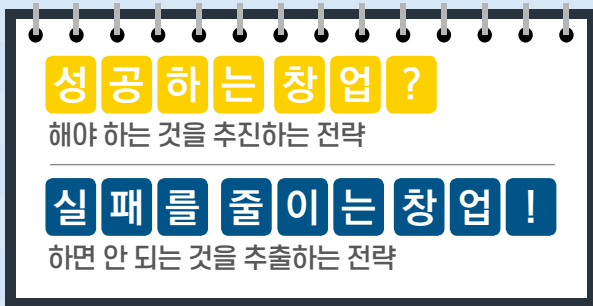 성공하는 창업?
해야 하는 것을 추진하는 전략
실패를 줄이는 창업!
하면 안 되는 것을 추출하는 전략